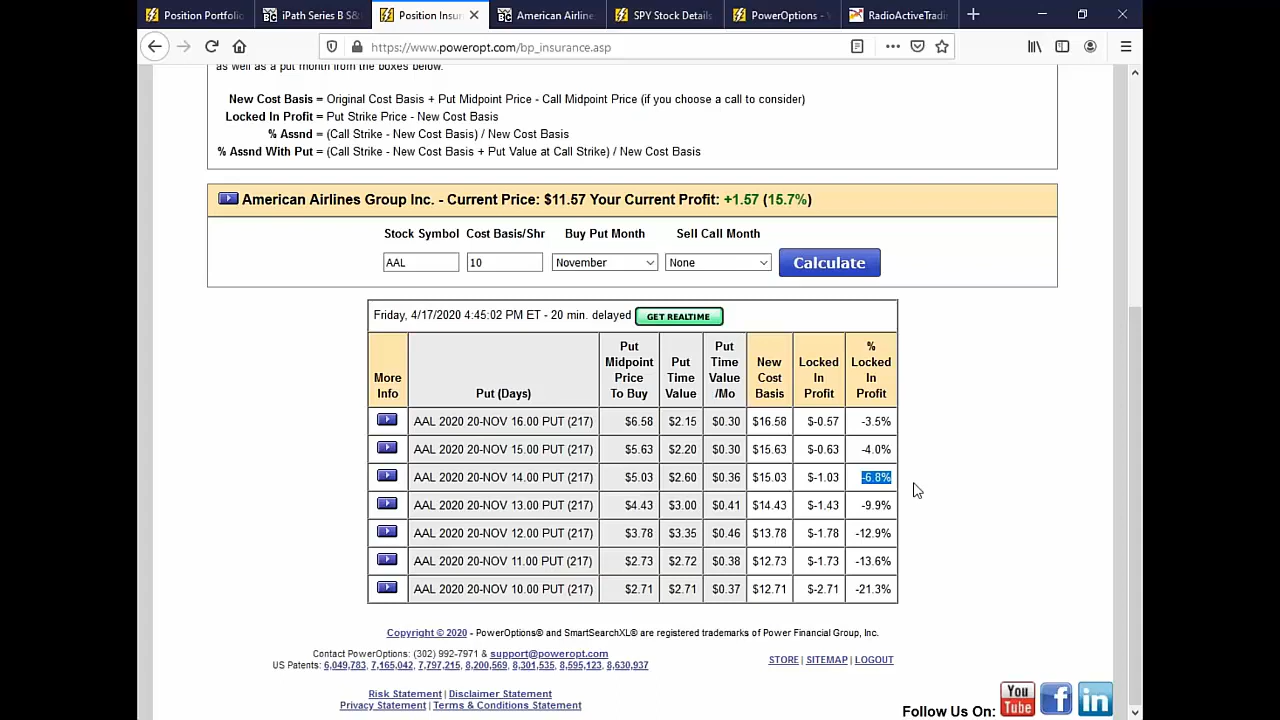 Position Portfolio
iPath Series B S&
Position Insur
American Airline
SPY Stock Details
PowerOptions -
RadioActiveTradi
https://www.poweropt.com/bp_insurance.asp
as well as a put month from the boxes below.
New Cost Basis = Original Cost Basis + Put Midpoint Price - Call Midpoint Price (if you choose a call to consider)
Locked In Profit = Put Strike Price - New Cost Basis
% Assnd = (Call Strike - New Cost Basis) / New Cost Basis
% Assnd With Put = (Call Strike - New Cost Basis + Put Value at Call Strike) / New Cost Basis
American Airlines Group Inc. - Current Price: $11.57 Your Current Profit: +1.57 (15.7%)
Stock Symbol Cost Basis/Shr Buy Put Month Sell Call Month
AAL 10 November None Calculate
Friday, 4/17/2020 4:45:02 PM ET - 20 min. delayed GET REALTIME
More Info Put (Days) Put Midpoint Price To Buy Put Time Value Put Time Value /Mo New Cost Basis Locked In Profit % Locked In Profit
AAL 2020 20-NOV 16.00 PUT (217) $6.58 $2.15 $0.30 $16.58 $-0.57 -3.5%
AAL 2020 20-NOV 15.00 PUT (217) $5.63 $2.20 $0.30 $15.63 $-0.63 -4.0%
AAL 2020 20-NOV 14.00 PUT (217) $5.03 $2.60 $0.36 $15.03 $-1.03 -6.8%
AAL 2020 20-NOV 13.00 PUT (217) $4.43 $3.00 $0.41 $14.43 $-1.43 -9.9%
AAL 2020 20-NOV 12.00 PUT (217) $3.78 $3.35 $0.46 $13.78 $-1.78 -12.9%
AAL 2020 20-NOV 11.00 PUT (217) $2.73 $2.72 $0.38 $12.73 $-1.73 -13.6%
AAL 2020 20-NOV 10.00 PUT (217) $2.71 $2.71 $0.37 $12.71 $-2.71 -21.3%
Copyright © 2020 - PowerOptions® and SmartSearchXL® are registered trademarks of Power Financial Group, Inc.
Contact PowerOptions: (302) 992-7971 & support@poweropt.com
US Patents: 6,049,783, 7,165,042, 7,797,215, 8,200,569, 8,301,535, 8,595,123, 8,630,937
STORE | SITEMAP | LOGOUT
Risk Statement | Disclaimer Statement
Privacy Statement | Terms & Conditions Statement
Follow Us On: You Tube f in